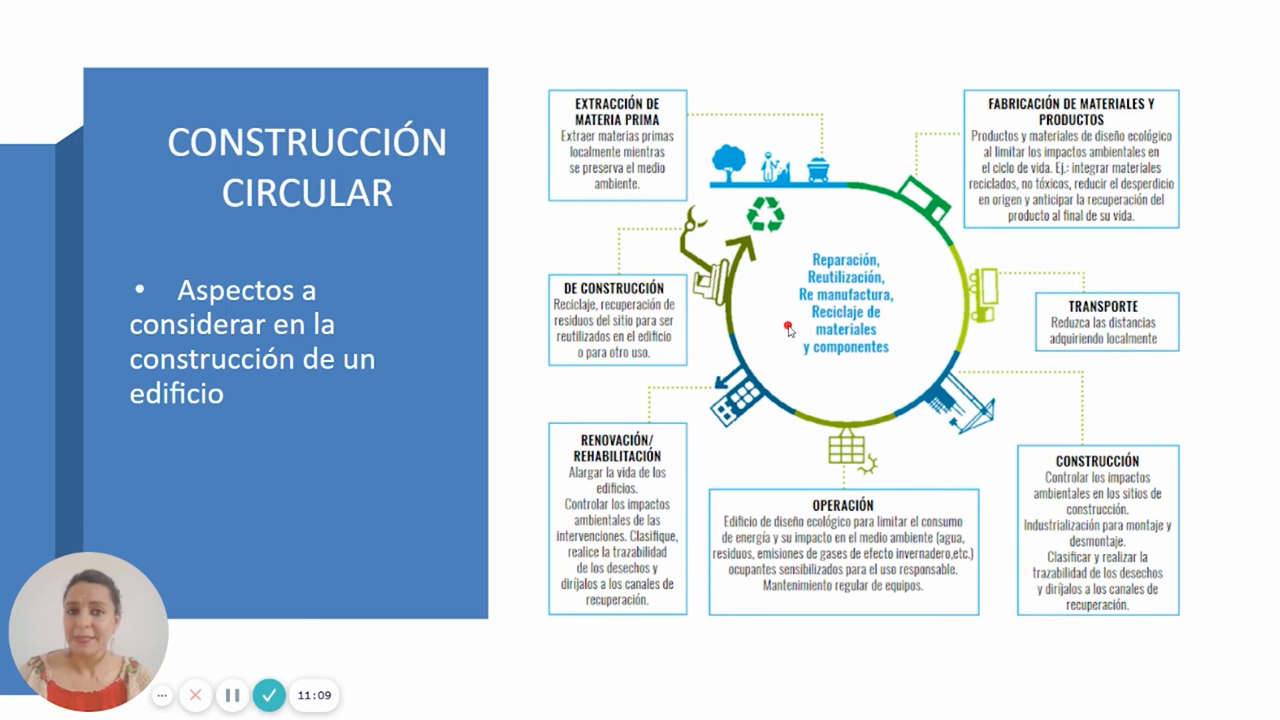 CONSTRUCCIÓN
CIRCULAR
• Aspectos a
considerar en la
construcción de un
edificio
EXTRACCIÓN DE
MATERIA PRIMA
Extraer materias primas
localmente mientras
se preserva el medio
ambiente.
FABRICACIÓN DE MATERIALES Y
PRODUCTOS
Productos y materiales de diseño ecológico
al limitar los impactos ambientales en
el ciclo de vida. Ej.: integrar materiales
reciclados, no tóxicos, reducir el desperdicio
en origen y anticipar la recuperación del
producto al final de su vida.
Reparación,
Reutilización,
Re manufactura,
Reciclaje de
materiales
y componentes
DE CONSTRUCCIÓN
Reciclaje, recuperación de
residuos del sitio para ser
reutilizados en el edificio
o para otro uso.
TRANSPORTE
Reduzca las distancias
adquiriendo localmente
RENOVACIÓN/
REHABILITACIÓN
Alargar la vida de los
edificios.
Controlar los impactos
ambientales de las
intervenciones. Clasifique,
realice la trazabilidad
de los desechos y
diríjalos a los canales de
recuperación.
OPERACIÓN
Edificio de diseño ecológico para limitar el consumo
de energía y su impacto en el medio ambiente (agua,
residuos, emisiones de gases de efecto invernadero,etc.)
ocupantes sensibilizados para el uso responsable.
Mantenimiento regular de equipos.
CONSTRUCCIÓN
Controlar los impactos
ambientales en los sitios de
construcción.
Industrialización para montaje y
desmontaje.
Clasificar y realizar la
trazabilidad de los desechos
y diríjalos a los canales de
recuperación.
11:09